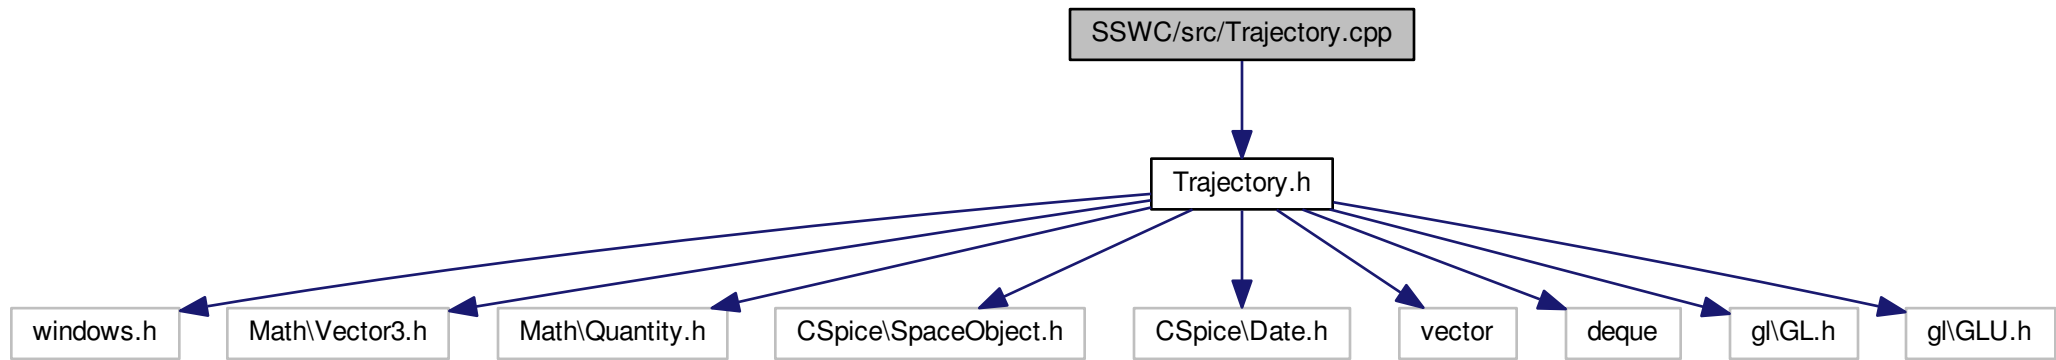 SSWC/src/Trajectory.cpp
Trajectory.h
windows.h
Math\Vector3.h
Math\Quantity.h
CSpice\SpaceObject.h
CSpice\Date.h
vector
deque
gl\GL.h
gl\GLU.h